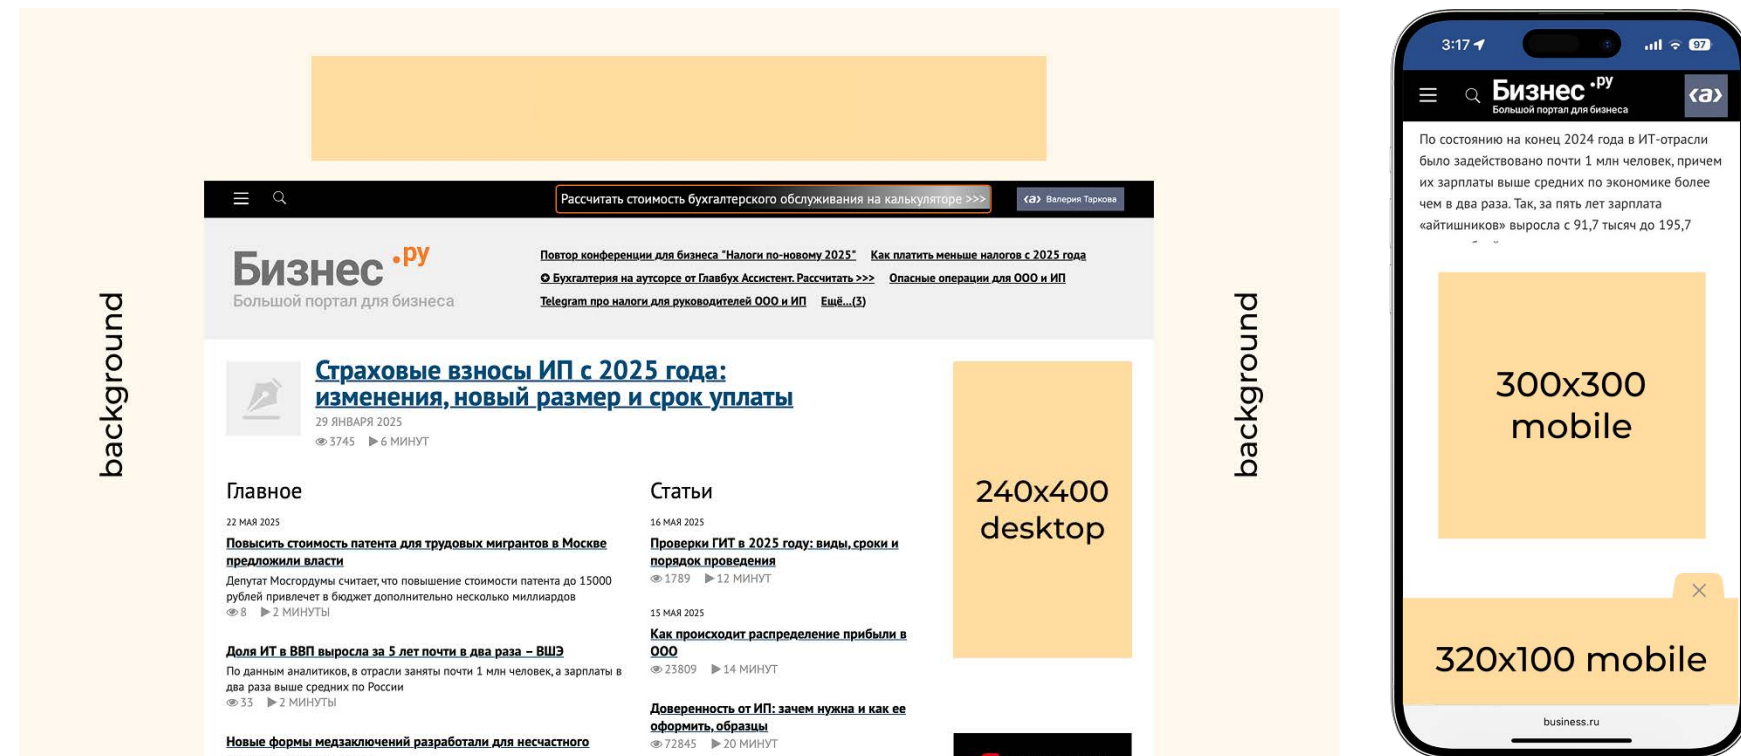 background
Рассчитать стоимость бухгалтерского обслуживания на калькуляторе >>>
‹a› Валерия Таркова
Бизнес.ру
Большой портал для бизнеса
Повтор конференции для бизнеса "Налоги по-новому 2025" Как платить меньше налогов с 2025 года
✪ Бухгалтерия на аутсорсе от Главбух Ассистент. Рассчитать >>> Опасные операции для ООО и ИП
Telegram про налоги для руководителей ООО и ИП Ещё...(3)
Страховые взносы ИП с 2025 года:
изменения, новый размер и срок уплаты
29 ЯНВАРЯ 2025
3745 ▶ 6 МИНУТ
Главное
22 МАЯ 2025
Повысить стоимость патента для трудовых мигрантов в Москве
предложили власти
Депутат Мосгордумы считает, что повышение стоимости патента до 15000
рублей привлечет в бюджет дополнительно несколько миллиардов
8 ▶ 2 МИНУТЫ
Доля ИТ в ВВП выросла за 5 лет почти в два раза – ВШЭ
По данным аналитиков, в отрасли заняты почти 1 млн человек, а зарплаты в
два раза выше средних по России
33 ▶ 2 МИНУТЫ
Новые формы медзаключений разработали для несчастного
Статьи
16 МАЯ 2025
Проверки ГИТ в 2025 году: виды, сроки и
порядок проведения
1789 ▶ 12 МИНУТ
15 МАЯ 2025
Как происходит распределение прибыли в
ООО
23809 ▶ 14 МИНУТ
Доверенность от ИП: зачем нужна и как ее
оформить, образцы
72845 ▶ 20 МИНУТ
240x400
desktop
background
3:17
97
Бизнес.ру
Большой портал для бизнеса
‹a›
По состоянию на конец 2024 года в ИТ-отрасли
было задействовано почти 1 млн человек, причем
их зарплаты выше средних по экономике более
чем в два раза. Так, за пять лет зарплата
«айтишников» выросла с 91,7 тысяч до 195,7
300x300
mobile
320x100 mobile
business.ru